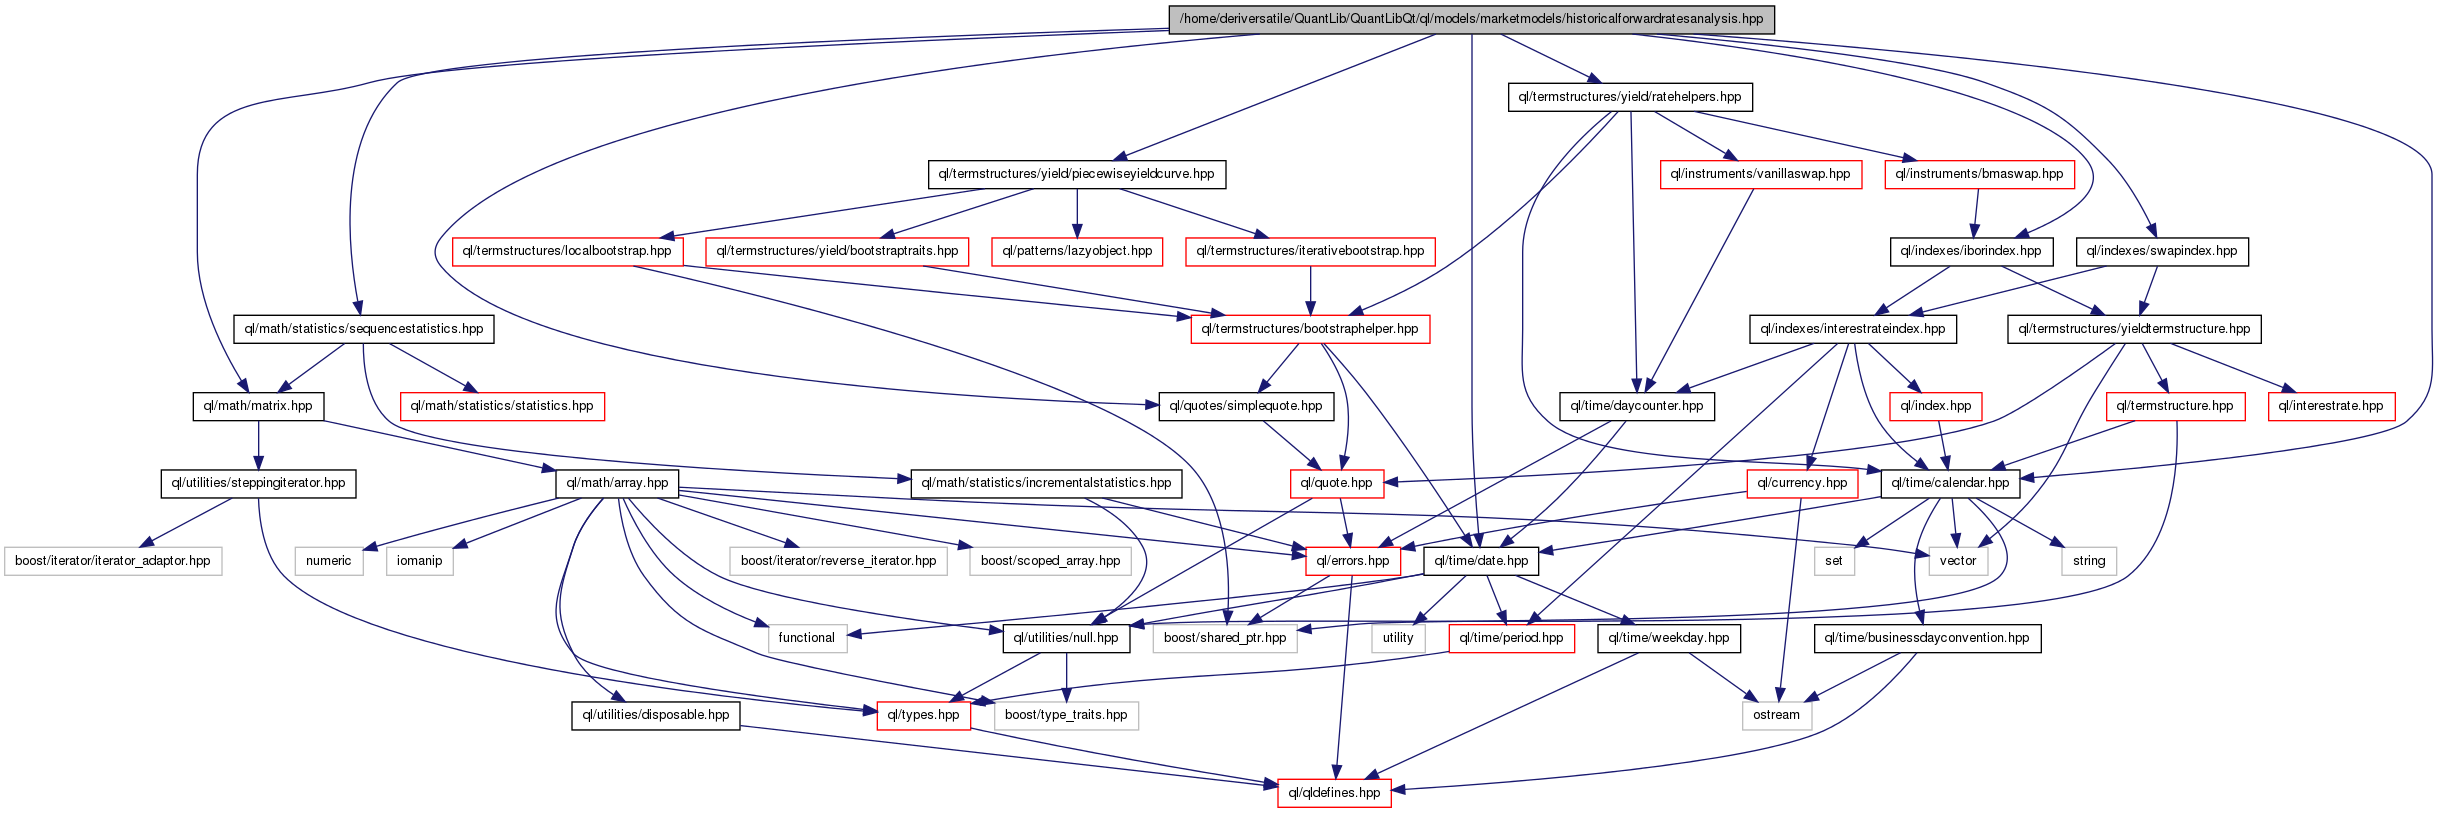 /home/deriversatile/QuantLib/QuantLibQt/ql/models/marketmodels/historicalforwardratesanalysis.hpp
ql/termstructures/yield/ratehelpers.hpp
ql/termstructures/yield/piecewiseyieldcurve.hpp
ql/instruments/vanillaswap.hpp
ql/instruments/bmaswap.hpp
ql/termstructures/localbootstrap.hpp
ql/termstructures/yield/bootstraptraits.hpp
ql/patterns/lazyobject.hpp
ql/termstructures/iterativebootstrap.hpp
ql/indexes/iborindex.hpp
ql/indexes/swapindex.hpp
ql/math/statistics/sequencestatistics.hpp
ql/termstructures/bootstraphelper.hpp
ql/indexes/interestrateindex.hpp
ql/termstructures/yieldtermstructure.hpp
ql/math/matrix.hpp
ql/math/statistics/statistics.hpp
ql/quotes/simplequote.hpp
ql/time/daycounter.hpp
ql/index.hpp
ql/termstructure.hpp
ql/interestrate.hpp
ql/utilities/steppingiterator.hpp
ql/math/array.hpp
ql/math/statistics/incrementalstatistics.hpp
ql/quote.hpp
ql/currency.hpp
ql/time/calendar.hpp
boost/iterator/iterator_adaptor.hpp
numeric
iomanip
boost/iterator/reverse_iterator.hpp
boost/scoped_array.hpp
ql/errors.hpp
ql/time/date.hpp
set
vector
string
functional
ql/utilities/null.hpp
boost/shared_ptr.hpp
utility
ql/time/period.hpp
ql/time/weekday.hpp
ql/time/businessdayconvention.hpp
ql/utilities/disposable.hpp
ql/types.hpp
boost/type_traits.hpp
ostream
ql/qldefines.hpp